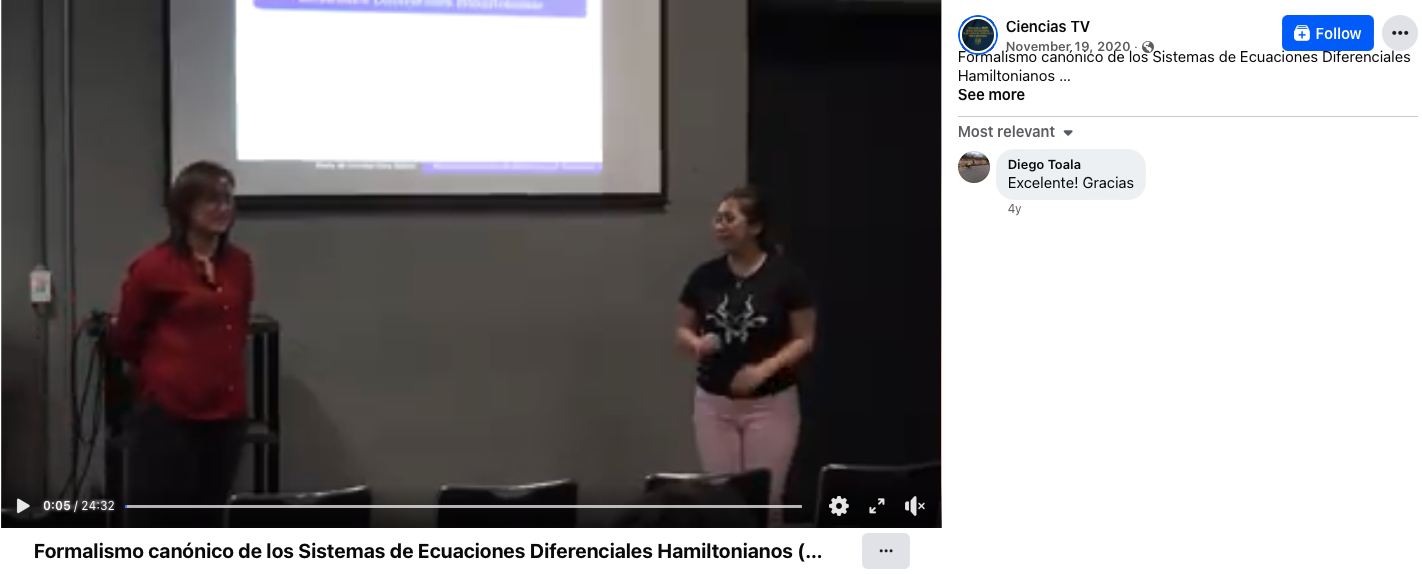 Ciencias TV
November 19, 2020 ·
Follow
Formalismo canónico de los Sistemas de Ecuaciones Diferenciales
Hamiltonianos ...
See more
Most relevant
Diego Toala
Excelente! Gracias
4y
0:05 / 24:32
Formalismo canónico de los Sistemas de Ecuaciones Diferenciales Hamiltonianos (...